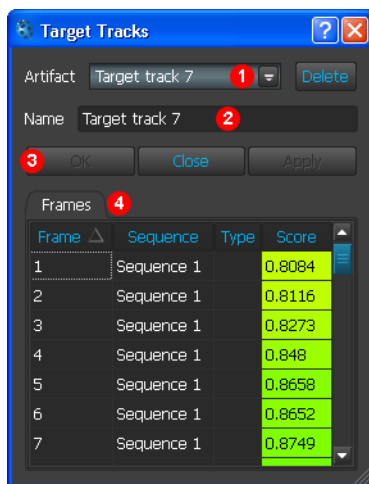 Target Tracks
Artifact Target track 7 1 Delete
Name Target track 7 2
3 OK Close Apply
Frames 4
Frame Sequence Type Score
1 Sequence 1 0.8084
2 Sequence 1 0.8116
3 Sequence 1 0.8273
4 Sequence 1 0.848
5 Sequence 1 0.8658
6 Sequence 1 0.8652
7 Sequence 1 0.8749